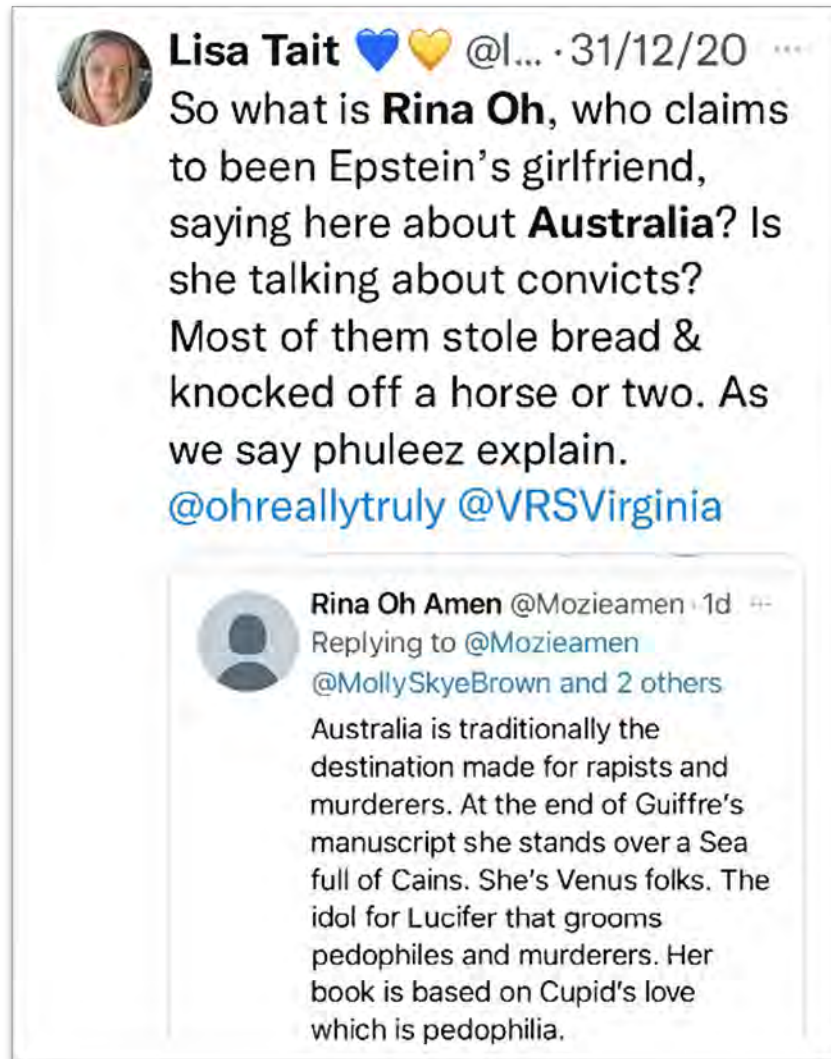 Lisa Tait 💙💛 @l... · 31/12/20 ...
So what is Rina Oh, who claims
to been Epstein's girlfriend,
saying here about Australia? Is
she talking about convicts?
Most of them stole bread &
knocked off a horse or two. As
we say phuleez explain.
@ohreallytruly @VRSVirginia
Rina Oh Amen @Mozieamen · 1d ...
Replying to @Mozieamen
@MollySkyeBrown and 2 others
Australia is traditionally the
destination made for rapists and
murderers. At the end of Guiffre's
manuscript she stands over a Sea
full of Cains. She's Venus folks. The
idol for Lucifer that grooms
pedophiles and murderers. Her
book is based on Cupid's love
which is pedophilia.